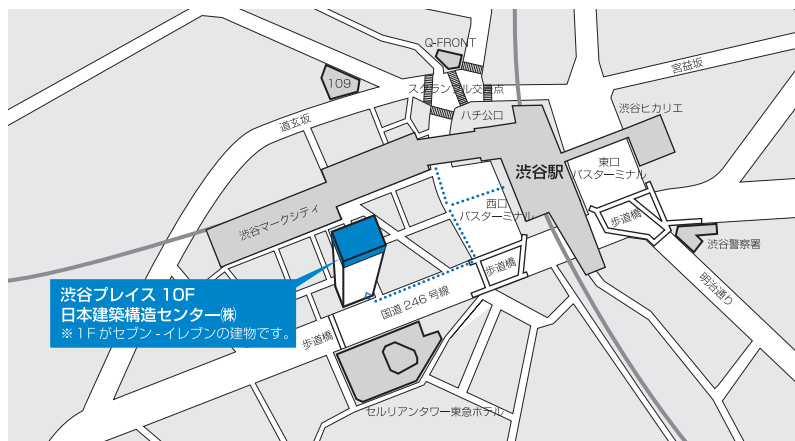 Q-FRONT
宮益坂
109
スクランブル交差点
道玄坂
ハチ公口
渋谷ヒカリエ
渋谷駅
東口
バスターミナル
渋谷マークシティ
西口
バスターミナル
歩道橋
渋谷警察署
歩道橋
明治通り
渋谷プレイス 10F
日本建築構造センター㈱
※1Fがセブン-イレブンの建物です。
国道246号線
歩道橋
セルリアンタワー東急ホテル